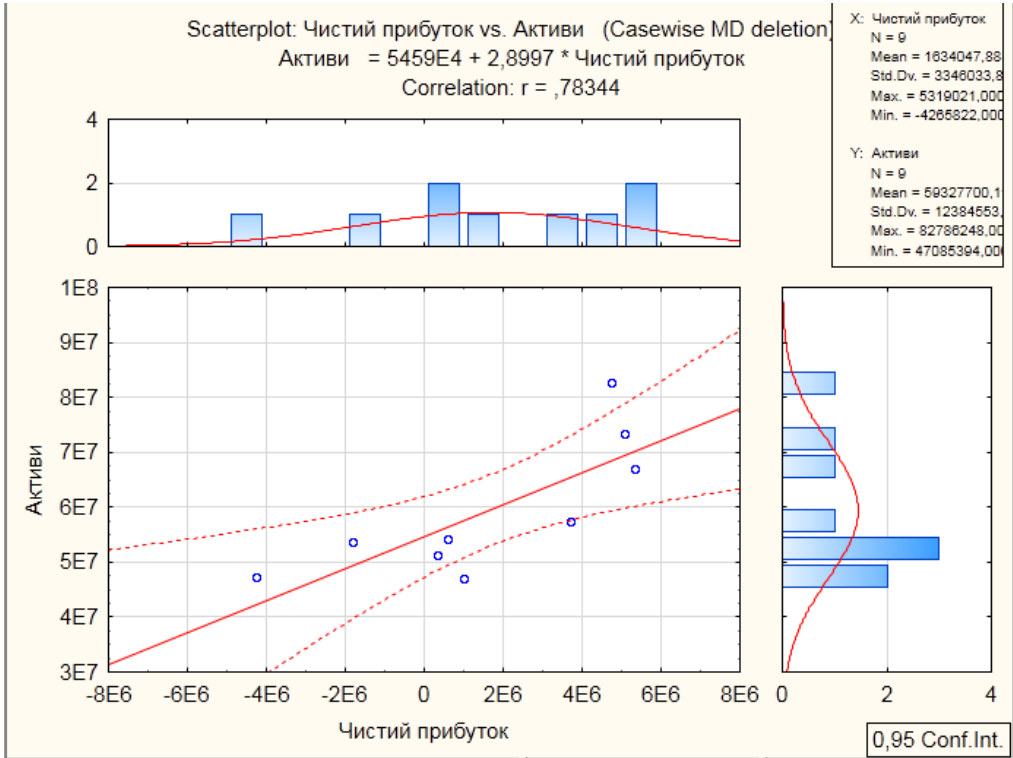 Scatterplot: Чистий прибуток vs. Активи (Casewise MD deletion)
Активи = 5459E4 + 2,8997 * Чистий прибуток
Correlation: r = ,78344
X: Чистий прибуток
N = 9
Mean = 1634047,88
Std.Dv. = 3346033,8
Max. = 5319021,000
Min. = -4265822,000
Y: Активи
N = 9
Mean = 59327700,1
Std.Dv. = 12384553,
Max. = 82786248,00
Min. = 47085394,00
4
2
0
1E8
9E7
8E7
7E7
6E7
5E7
4E7
3E7
Активи
-8E6 -6E6 -4E6 -2E6 0 2E6 4E6 6E6 8E6
Чистий прибуток
0 2 4
0,95 Conf.Int.